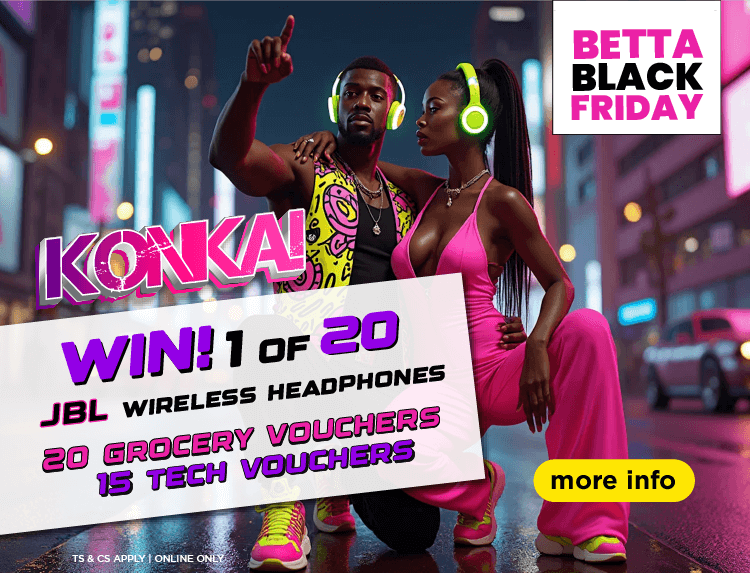 BETTA
BLACK
FRIDAY
KONKA!
WIN! 1 OF 20
JBL WIRELESS HEADPHONES
20 GROCERY VOUCHERS
15 TECH VOUCHERS
more info
TS & CS APPLY | ONLINE ONLY